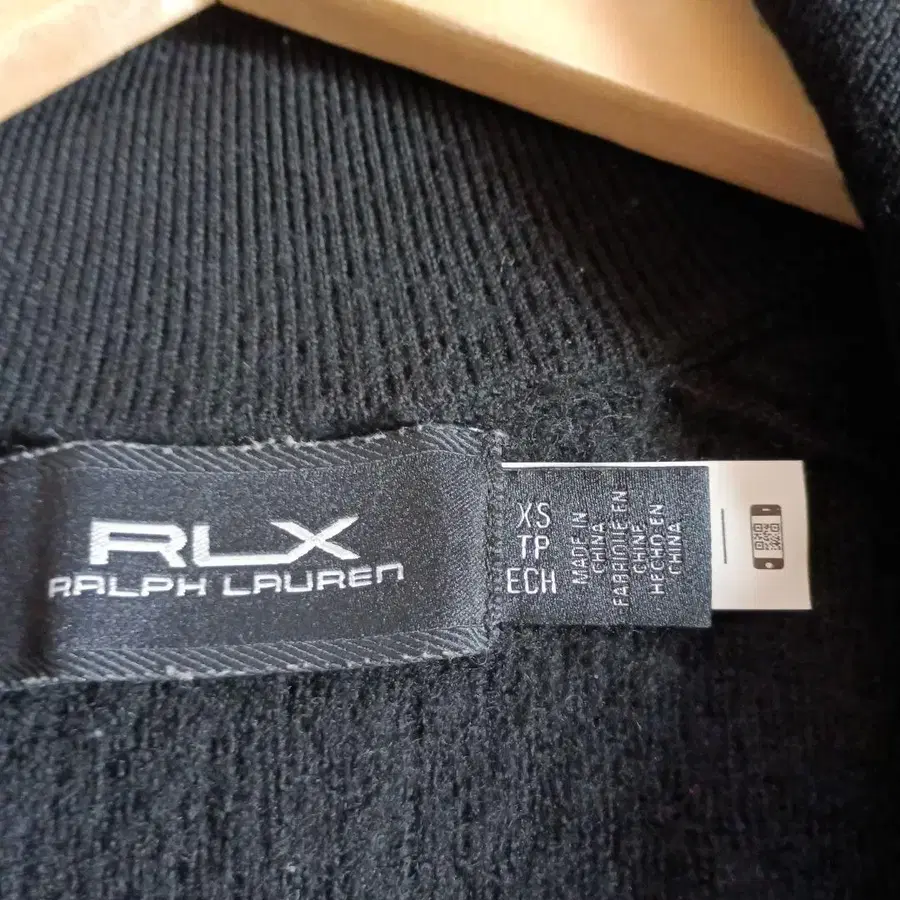 RLX
RALPH LAUREN
XS
TP
ECH
MADE IN
CHINA
FABRIQUÉ EN
CHINE
HECHO EN
CHINA